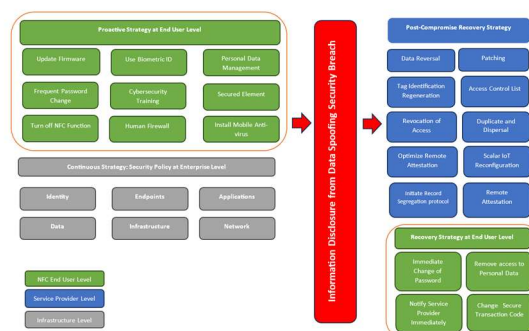 Proactive Strategy at End User Level
Update Firmware
Use Biometric ID
Personal Data
Management
Frequent Password
Change
Cybersecurity
Training
Secured Element
Turn off NFC Function
Human Firewall
Install Mobile Anti-
virus
Continuous Strategy: Security Policy at Enterprise Level
Identity
Endpoints
Applications
Data
Infrastructure
Network
NFC End User Level
Service Provider Level
Infrastructure Level
Information Disclosure from Data Spoofing Security Breach
Post-Compromise Recovery Strategy
Data Reversal
Patching
Tag Identification
Regeneration
Access Control List
Revocation of
Access
Duplicate and
Dispersal
Optimize Remote
Attestation
Scalar IoT
Reconfiguration
Initiate Record
Segregation protocol
Remote
Attestation
Recovery Strategy at End User Level
Immediate
Change of
Password
Remove access to
Personal Data
Notify Service
Provider
Immediately
Change Secure
Transaction Code